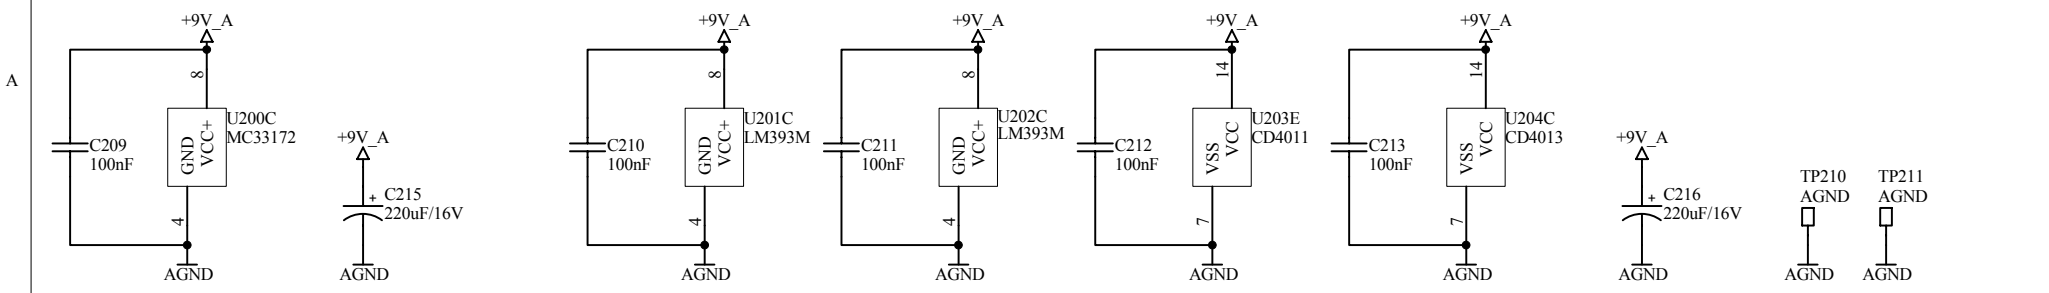 A
+9V_A
8
C209
100nF
GND
VCC+
U200C
MC33172
4
AGND
+9V_A
+
C215
220uF/16V
AGND
+9V_A
8
C210
100nF
GND
VCC+
U201C
LM393M
4
AGND
+9V_A
8
C211
100nF
GND
VCC+
U202C
LM393M
4
AGND
+9V_A
14
C212
100nF
VSS
VCC
U203E
CD4011
7
AGND
+9V_A
14
C213
100nF
VSS
VCC
U204C
CD4013
7
AGND
+9V_A
+
C216
220uF/16V
AGND
TP210
AGND
AGND
TP211
AGND
AGND